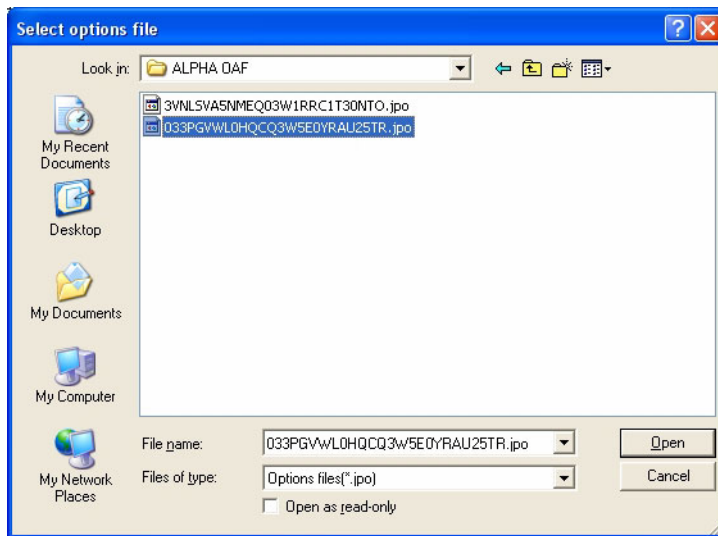 Select options file
Look in: ALPHA OAF
3VNLSVA5NMEQ03W1RRC1T30NTO.jpo
033PGVWL0HQCQ3W5E0YRAU25TR.jpo
My Recent
Documents
Desktop
My Documents
My Computer
My Network
Places
File name: 033PGVWL0HQCQ3W5E0YRAU25TR.jpo Open
Files of type: Options files(*.jpo) Cancel
Open as read-only